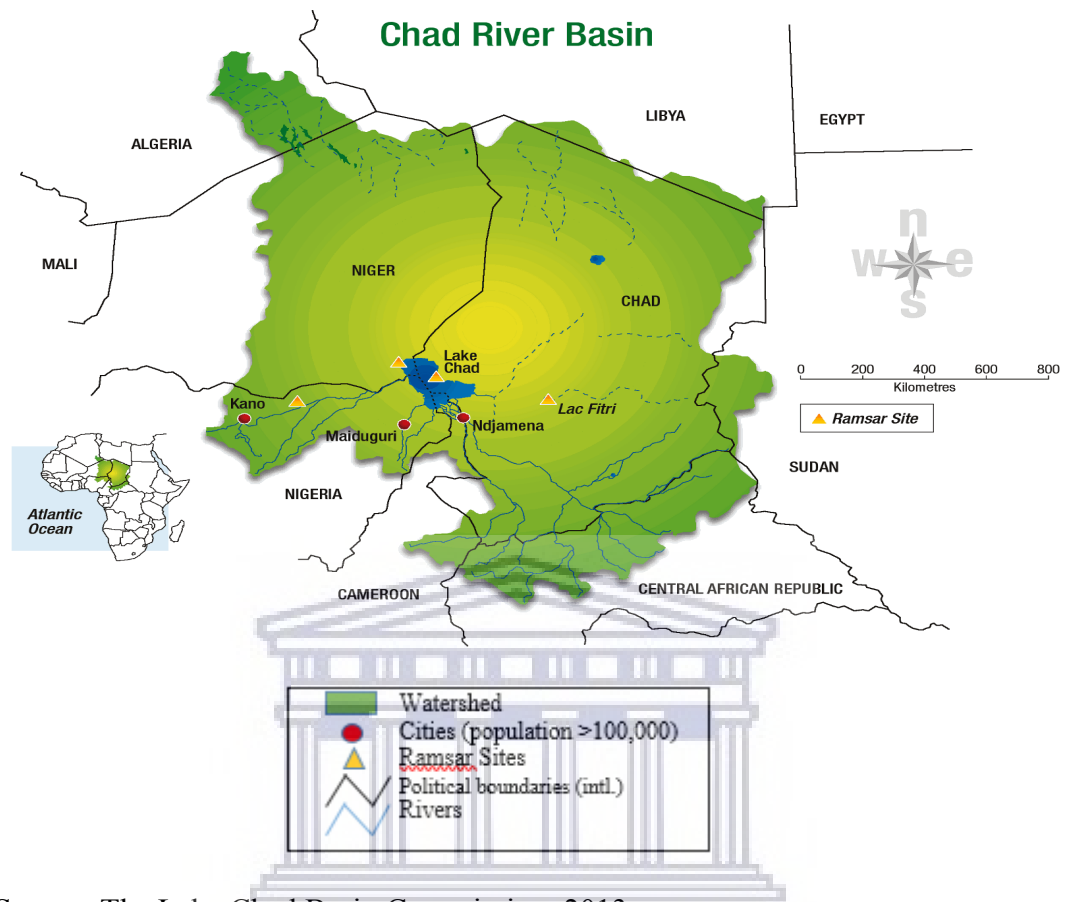 Chad River Basin
LIBYA
EGYPT
ALGERIA
n
w e
s
MALI
NIGER
CHAD
Lake
Chad
0 200 400 600 800
Kilometres
Kano
Lac Fitri
Ramsar Site
Maiduguri
Ndjamena
SUDAN
NIGERIA
Atlantic
Ocean
CAMEROON
CENTRAL AFRICAN REPUBLIC
Watershed
Cities (population >100,000)
Ramsar Sites
Political boundaries (intl.)
Rivers